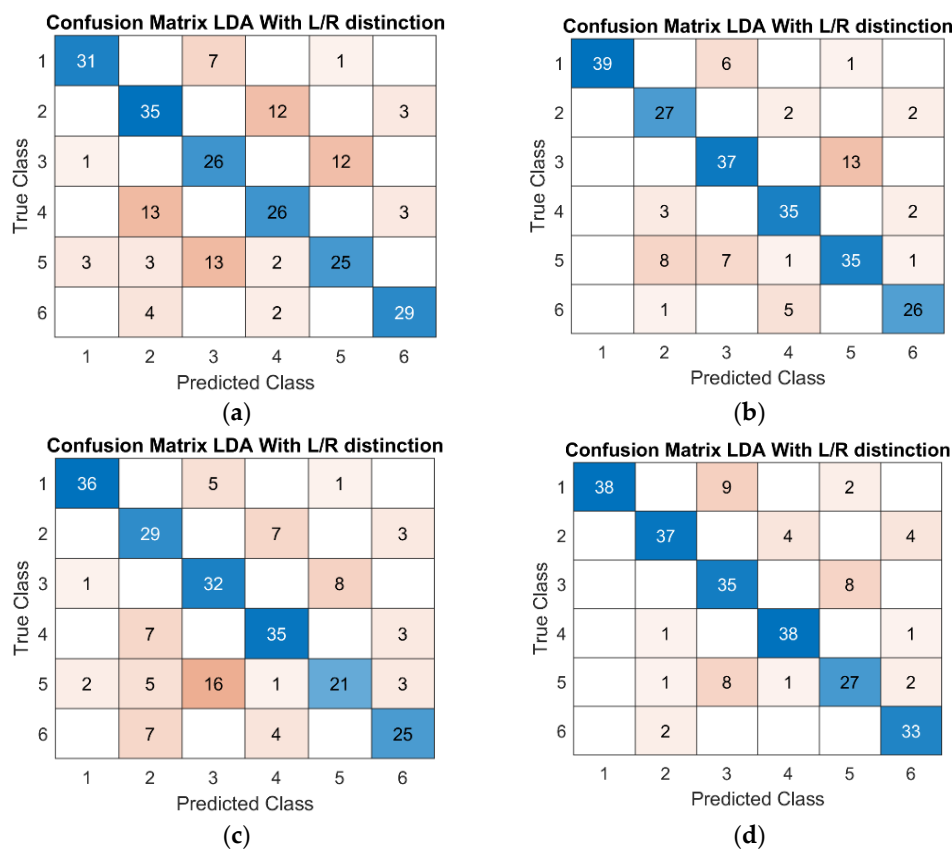 Confusion Matrix LDA With L/R distinction
1 31 7 1
2 35 12 3
3 1 26 12
4 13 26 3
5 3 3 13 2 25
6 4 2 29
1 2 3 4 5 6
True Class
Predicted Class
(a)
Confusion Matrix LDA With L/R distinction
1 39 6 1
2 27 2 2
3 37 13
4 3 35 2
5 8 7 1 35 1
6 1 5 26
1 2 3 4 5 6
True Class
Predicted Class
(b)
Confusion Matrix LDA With L/R distinction
1 36 5 1
2 29 7 3
3 1 32 8
4 7 35 3
5 2 5 16 1 21 3
6 7 4 25
1 2 3 4 5 6
True Class
Predicted Class
(c)
Confusion Matrix LDA With L/R distinction
1 38 9 2
2 37 4 4
3 35 8
4 1 38 1
5 1 8 1 27 2
6 2 33
1 2 3 4 5 6
True Class
Predicted Class
(d)